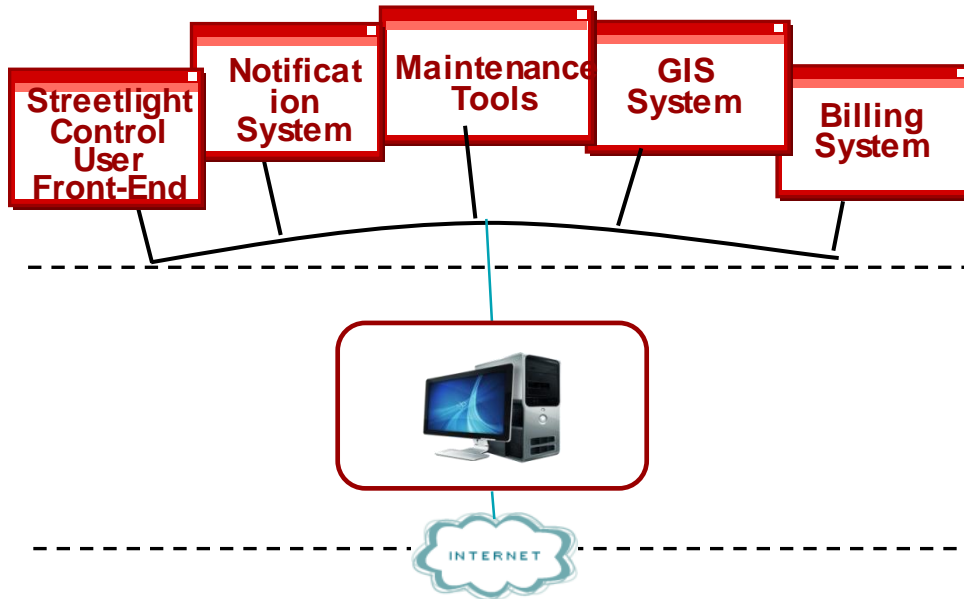 Streetlight
Control
User
Front-End
Notificat
ion
System
Maintenance
Tools
GIS
System
Billing
System
INTERNET